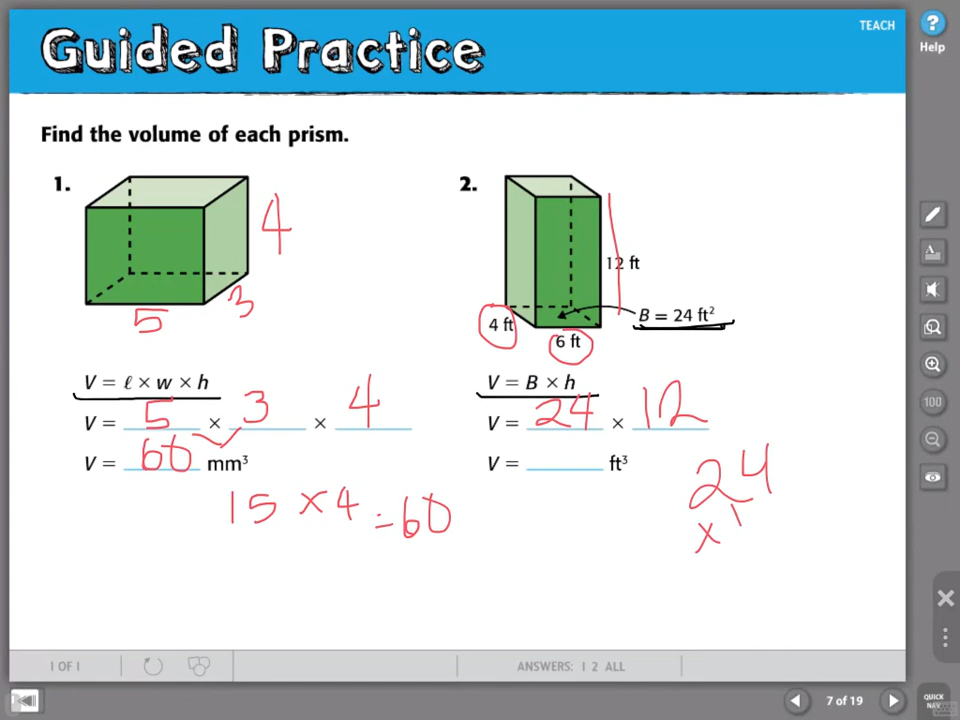 TEACH
Guided Practice
Help
Find the volume of each prism.
1.
4
3
5
V = ℓ × w × h
V = 5 × 3 × 4
V = 60 mm³
15 × 4 = 60
2.
12 ft
B = 24 ft²
4 ft
6 ft
V = B × h
V = 24 × 12
V = ft³
24
× 1
100
1 OF 1
ANSWERS: 1 2 ALL
7 of 19
QUICK
NAV